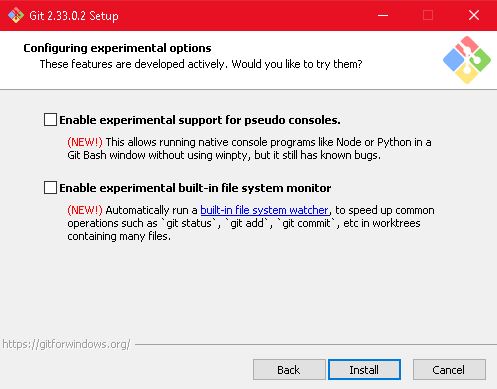 Git 2.33.0.2 Setup
Configuring experimental options
These features are developed actively. Would you like to try them?
Enable experimental support for pseudo consoles.
(NEW!) This allows running native console programs like Node or Python in a
Git Bash window without using winpty, but it still has known bugs.
Enable experimental built-in file system monitor
(NEW!) Automatically run a built-in file system watcher, to speed up common
operations such as `git status`, `git add`, `git commit`, etc in worktrees
containing many files.
https://gitforwindows.org/
Back Install Cancel